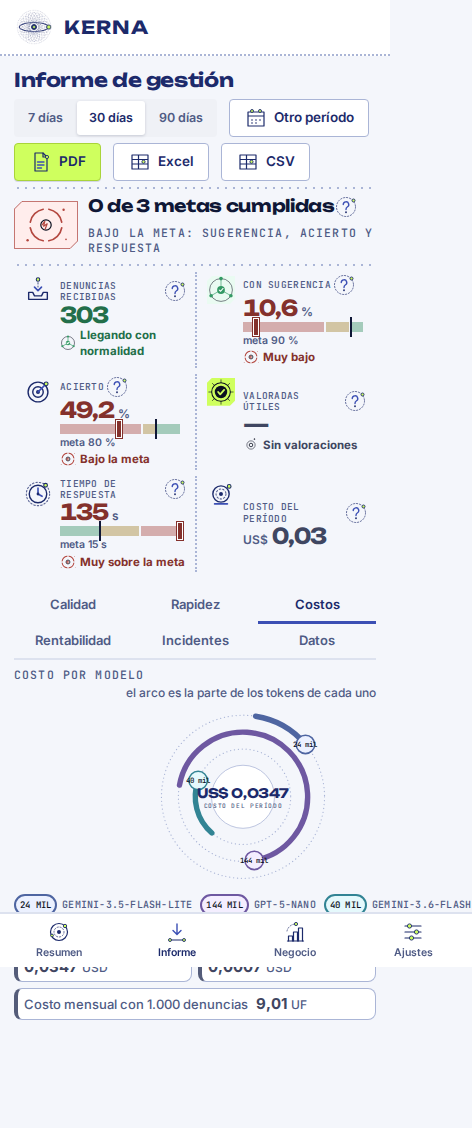 KERNA
Informe de gestión
7 días
30 días
90 días
Otro período
PDF
Excel
CSV
0 de 3 metas cumplidas ?
BAJO LA META: SUGERENCIA, ACIERTO Y
RESPUESTA
DENUNCIAS
RECIBIDAS
?
303
Llegando con
normalidad
CON SUGERENCIA ?
10,6 %
meta 90 %
Muy bajo
ACIERTO ?
49,2 %
meta 80 %
Bajo la meta
VALORADAS
ÚTILES
?
—
Sin valoraciones
TIEMPO DE
RESPUESTA
?
135 s
meta 15 s
Muy sobre la meta
COSTO DEL
PERÍODO
?
US$ 0,03
Calidad
Rapidez
Costos
Rentabilidad
Incidentes
Datos
COSTO POR MODELO
el arco es la parte de los tokens de cada uno
24 mil
40 mil
US$ 0,0347
COSTO DEL PERÍODO
144 mil
24 MIL GEMINI-3.5-FLASH-LITE
144 MIL GPT-5-NANO
40 MIL GEMINI-3.6-FLASH
Resumen
Informe
Negocio
Ajustes
0,0347 USD
0,0007 USD
Costo mensual con 1.000 denuncias 9,01 UF